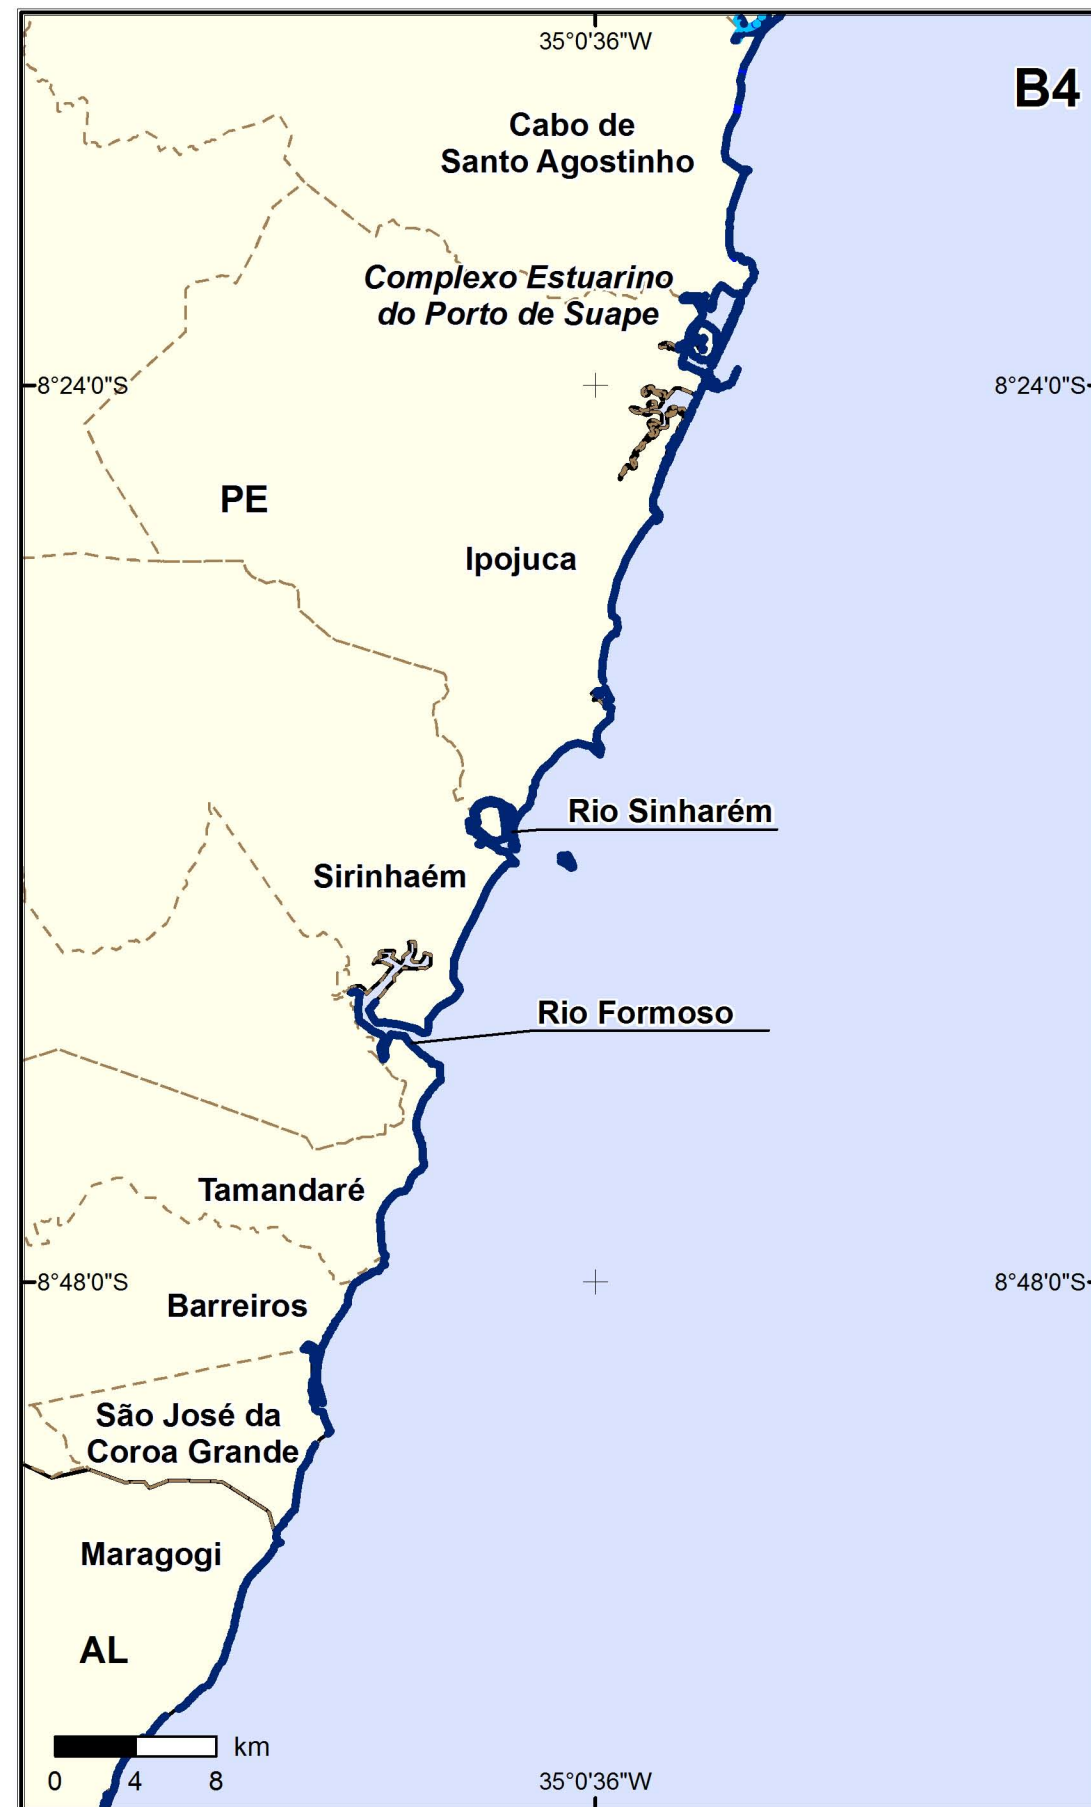 35°0'36"W
B4
Cabo de
Santo Agostinho
Complexo Estuarino
do Porto de Suape
8°24'0"S
8°24'0"S
PE
Ipojuca
Rio Sinharém
Sirinhaém
Rio Formoso
Tamandaré
8°48'0"S
8°48'0"S
Barreiros
São José da
Coroa Grande
Maragogi
AL
km
0 4 8
35°0'36"W